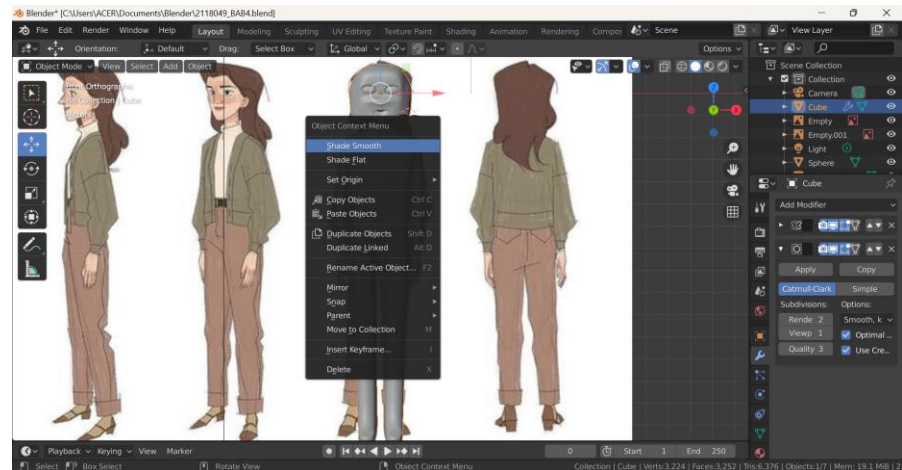 Blender* [C:\Users\ACER\Documents\Blender\2118049_BAB4.blend]
File Edit Render Window Help Layout Modeling Sculpting UV Editing Texture Paint Shading Animation Rendering Compos Scene View Layer
Orientation: Default Drag: Select Box Global Options
Object Mode View Select Add Object
Scene Collection
Collection
Camera
Cube
Empty
Empty.001
Light
Sphere
Object Context Menu
Shade Smooth
Shade Flat
Set Origin
Copy Objects Ctrl C
Paste Objects Ctrl V
Duplicate Objects Shift D
Duplicate Linked Alt D
Rename Active Object... F2
Mirror
Snap
Parent
Move to Collection M
Insert Keyframe... I
Delete X
Cube
Add Modifier
Apply Copy
Catmull-Clark Simple
Subdivisions: Options:
Rende 2 Smooth, k
Viewp 1 Optimal ...
Quality 3 Use Cre...
Playback Keying View Marker 0 Start 1 End 250
Select Box Select Rotate View Object Context Menu Collection | Cube | Verts:3,224 | Faces:3,252 | Tris:6,376 | Objects:1/7 | Mem: 19.1 MiB | 2